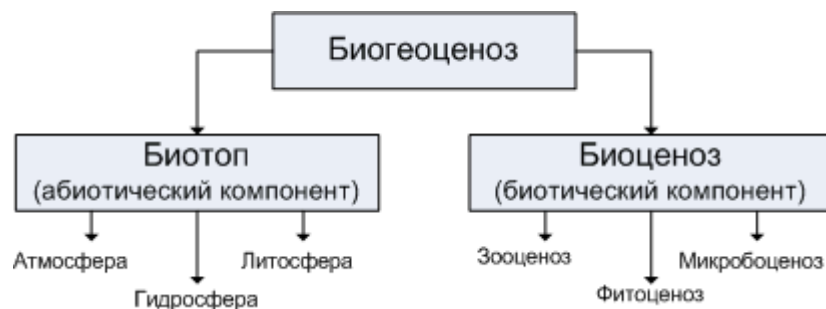 Биогеоценоз
Биотоп
(абиотический компонент)
Биоценоз
(биотический компонент)
Атмосфера
Гидросфера
Литосфера
Зооценоз
Фитоценоз
Микробоценоз